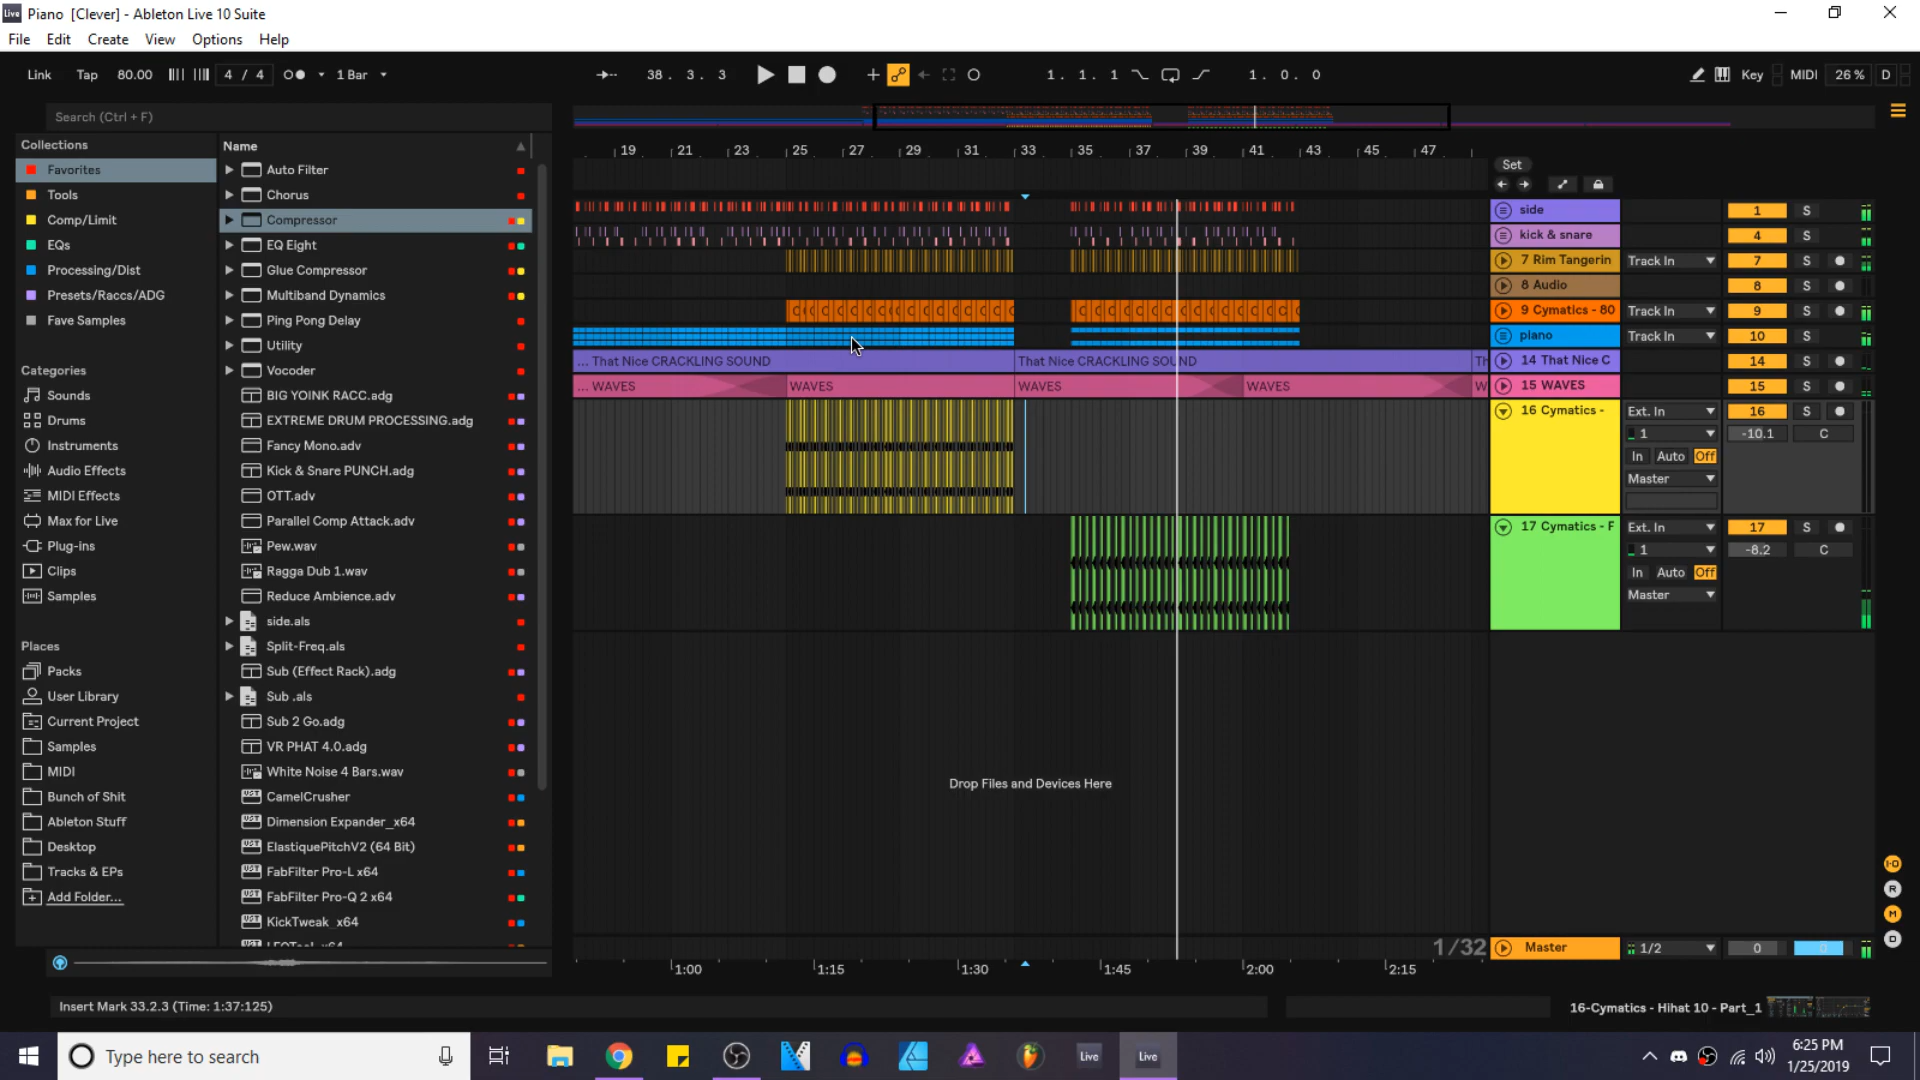 Live Piano [Clever] - Ableton Live 10 Suite
File Edit Create View Options Help
Link Tap 80.00 4 / 4 1 Bar 38. 3. 3 1. 1. 1 1. 0. 0 Key MIDI 26 % D
Search (Ctrl + F)
Collections
Favorites
Tools
Comp/Limit
EQs
Processing/Dist
Presets/Raccs/ADG
Fave Samples
Categories
Sounds
Drums
Instruments
Audio Effects
MIDI Effects
Max for Live
Plug-ins
Clips
Samples
Places
Packs
User Library
Current Project
Samples
MIDI
Bunch of Shit
Ableton Stuff
Desktop
Tracks & EPs
Add Folder...
Name
Auto Filter
Chorus
Compressor
EQ Eight
Glue Compressor
Multiband Dynamics
Ping Pong Delay
Utility
Vocoder
BIG YOINK RACC.adg
EXTREME DRUM PROCESSING.adg
Fancy Mono.adv
Kick & Snare PUNCH.adg
OTT.adv
Parallel Comp Attack.adv
Pew.wav
Ragga Dub 1.wav
Reduce Ambience.adv
side.als
Split-Freq.als
Sub (Effect Rack).adg
Sub .als
Sub 2 Go.adg
VR PHAT 4.0.adg
White Noise 4 Bars.wav
CamelCrusher
Dimension Expander_x64
ElastiquePitchV2 (64 Bit)
FabFilter Pro-L x64
FabFilter Pro-Q 2 x64
KickTweak_x64
19 21 23 25 27 29 31 33 35 37 39 41 43 45 47
Set
side 1 S
kick & snare 4 S
7 Rim Tangerin Track In 7 S
8 Audio 8 S
9 Cymatics - 80 Track In 9 S
piano Track In 10 S
... That Nice CRACKLING SOUND That Nice CRACKLING SOUND Th 14 That Nice C 14 S
... WAVES WAVES WAVES WAVES W 15 WAVES 15 S
16 Cymatics - Ext. In 16 S
1 -10.1 C
In Auto Off
Master
17 Cymatics - F Ext. In 17 S
1 -8.2 C
In Auto Off
Master
Drop Files and Devices Here
1/32 Master 1/2 0 0
1:00 1:15 1:30 1:45 2:00 2:15
I·O
R
M
D
Insert Mark 33.2.3 (Time: 1:37:125)
16-Cymatics - Hihat 10 - Part_1
Type here to search
Live Live
6:25 PM
1/25/2019